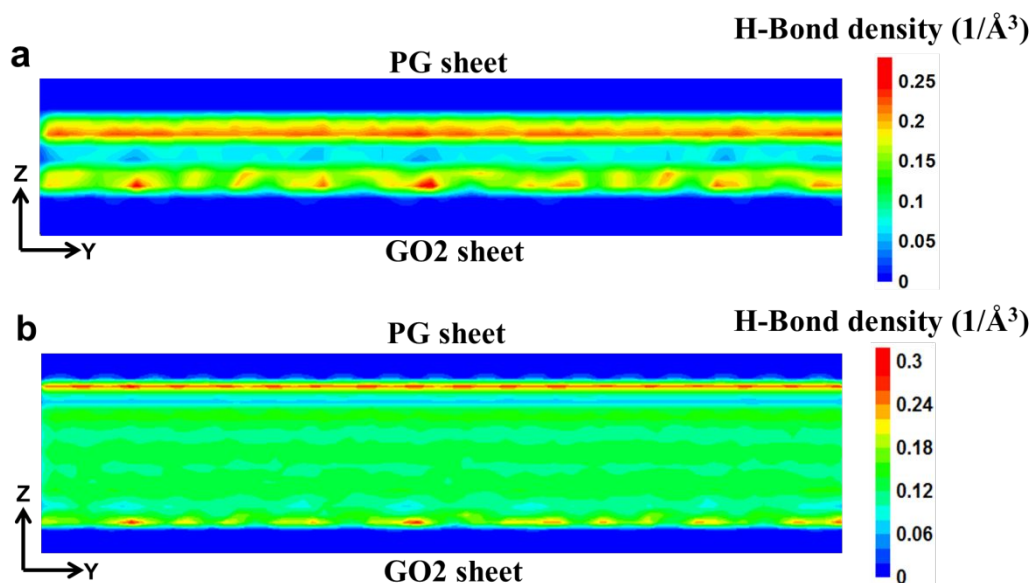 H-Bond density (1/Å³)
a
PG sheet
0.25
0.2
0.15
0.1
0.05
0
Z
Y
GO2 sheet
H-Bond density (1/Å³)
b
PG sheet
0.3
0.24
0.18
0.12
0.06
0
Z
Y
GO2 sheet